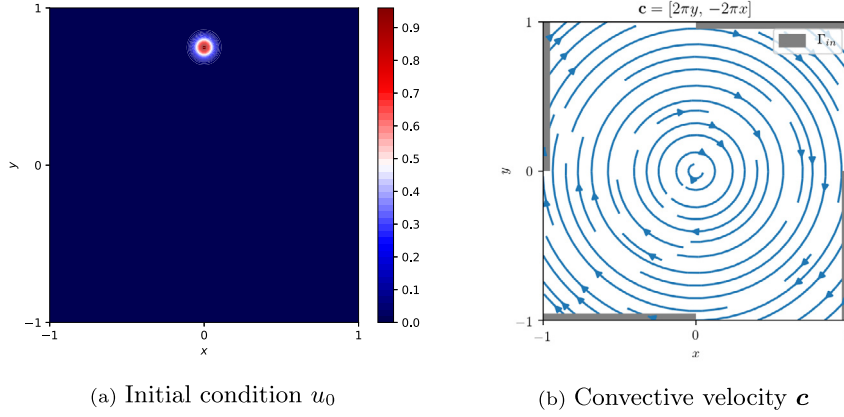 c = [2πy, −2πx]
1
0
−1
y
−1
0
1
x
0.9
0.8
0.7
0.6
0.5
0.4
0.3
0.2
0.1
0.0
1
0
−1
y
−1
0
x
Γin
(a) Initial condition u0
(b) Convective velocity c